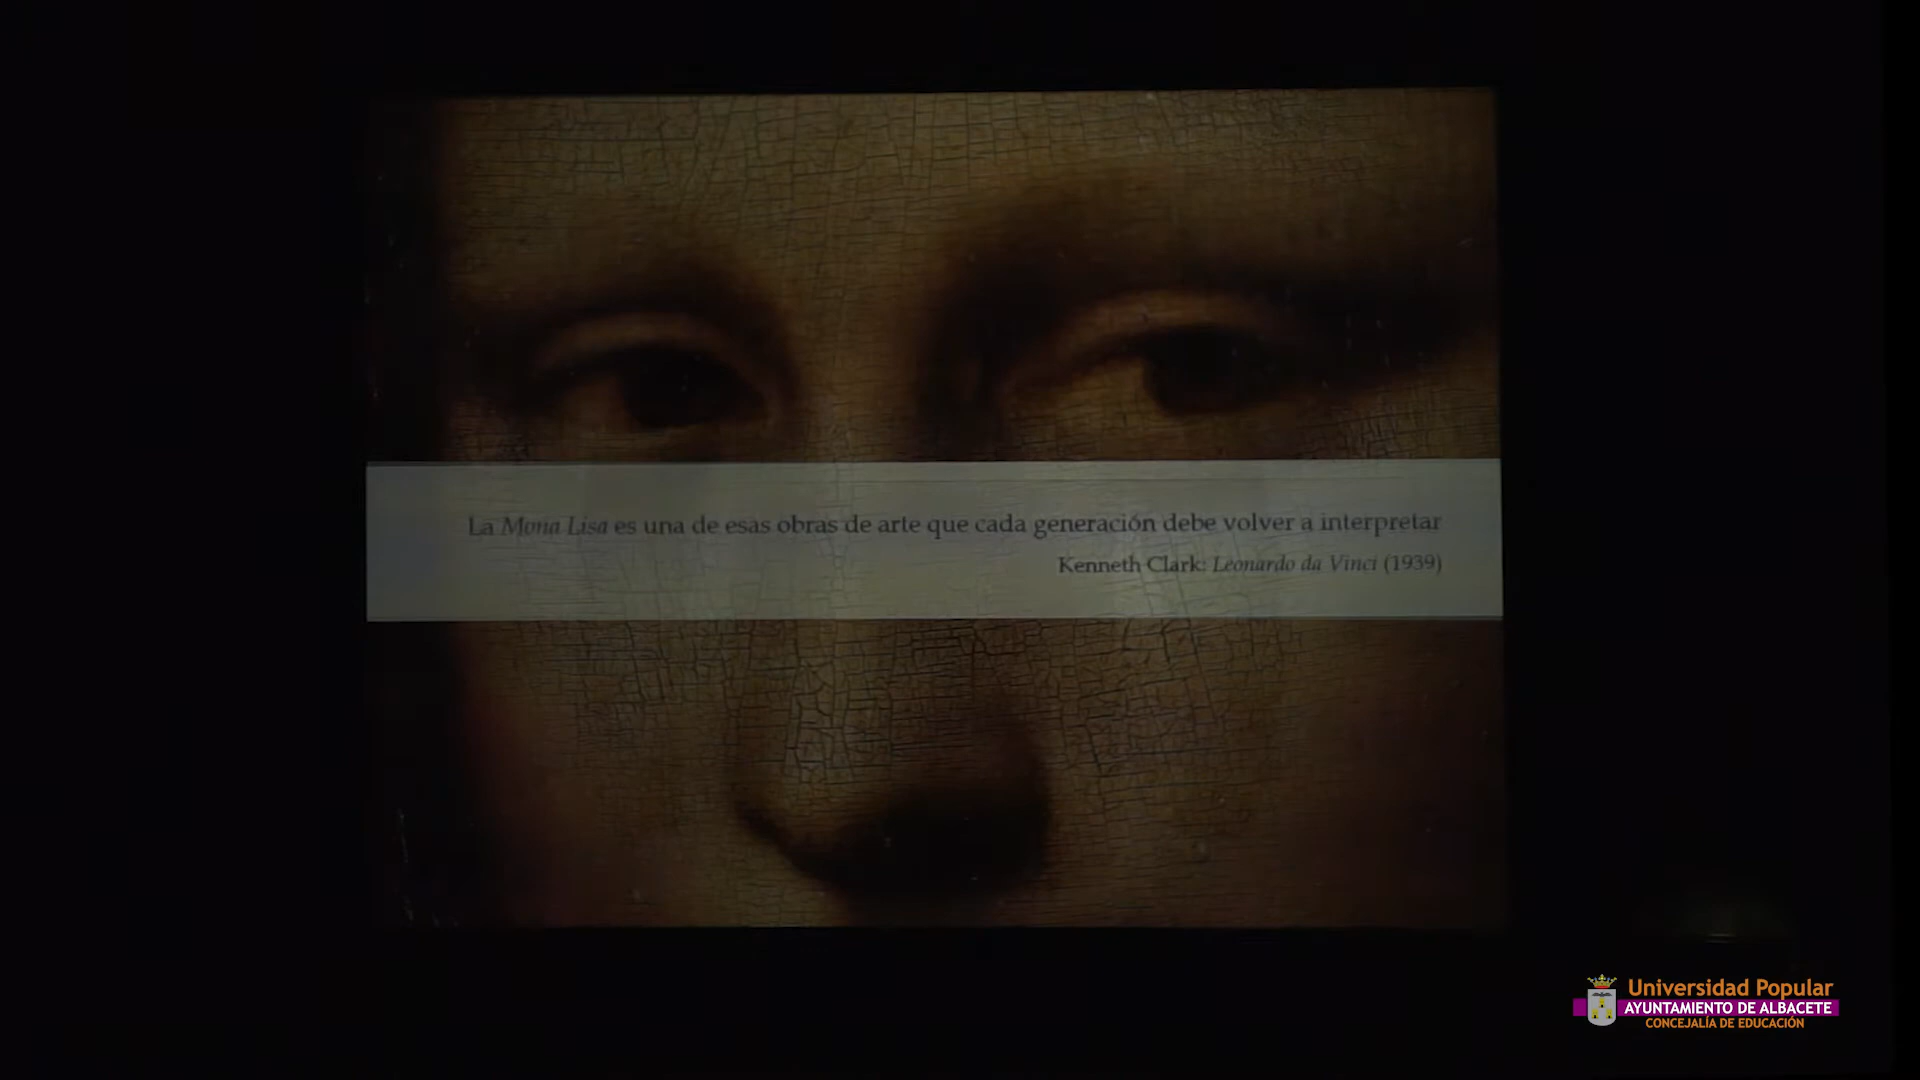 La Mona Lisa es una de esas obras de arte que cada generación debe volver a interpretar
Kenneth Clark: Leonardo da Vinci (1939)
Universidad Popular
AYUNTAMIENTO DE ALBACETE
CONCEJALÍA DE EDUCACIÓN